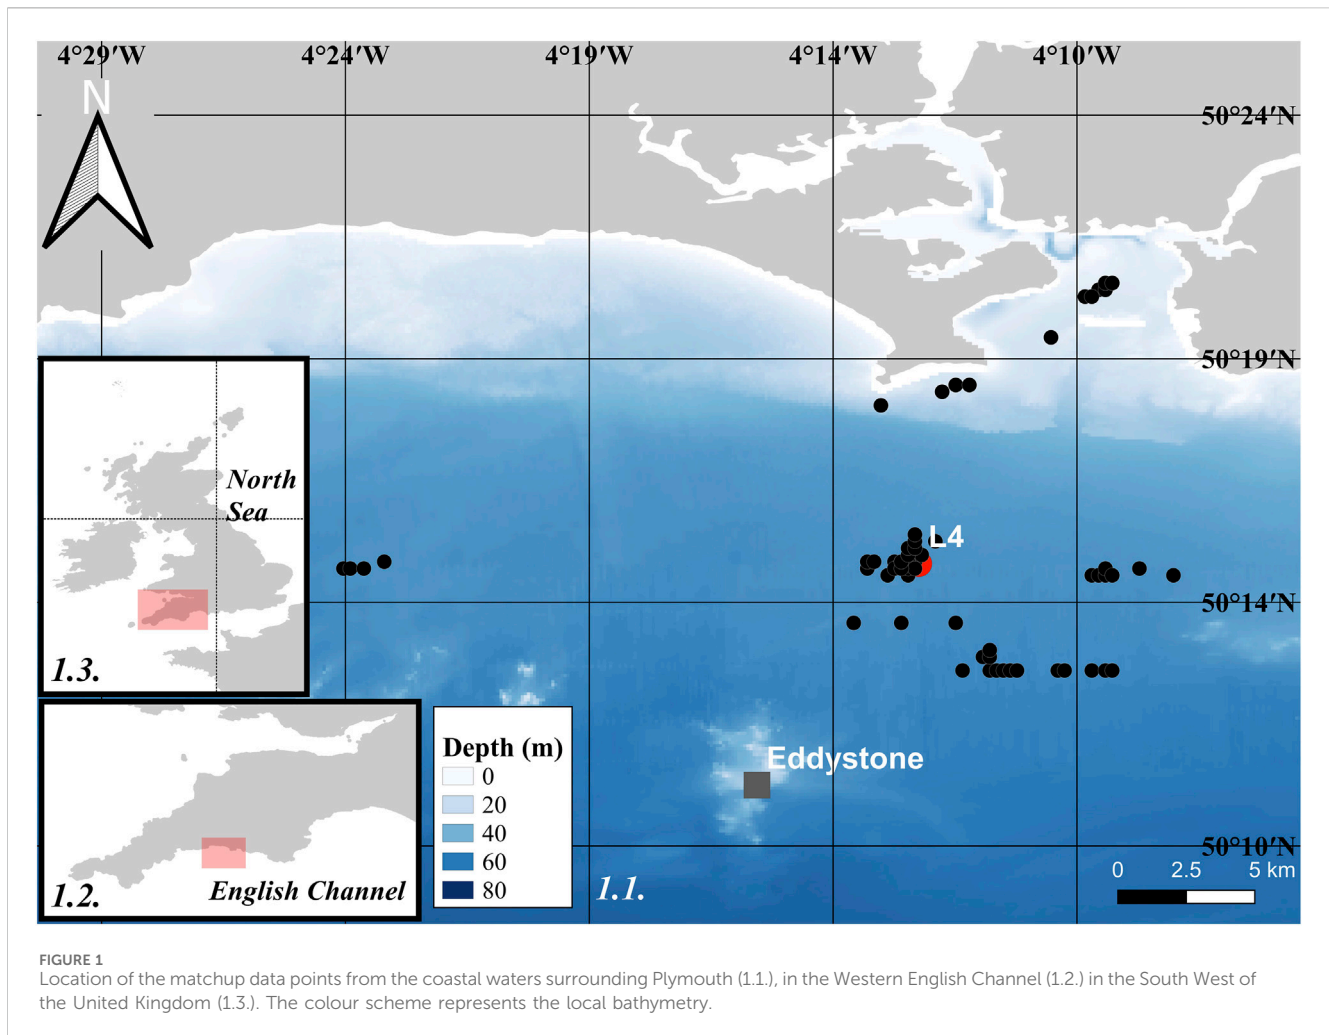 4°29′W 4°24′W 4°19′W 4°14′W 4°10′W
N
50°24′N
50°19′N
North
Sea
L4
50°14′N
1.3.
Eddystone
Depth (m)
0
20
40
60
80
50°10′N
0 2.5 5 km
English Channel
1.2.
1.1.
FIGURE 1
Location of the matchup data points from the coastal waters surrounding Plymouth (1.1.), in the Western English Channel (1.2.) in the South West of
the United Kingdom (1.3.). The colour scheme represents the local bathymetry.